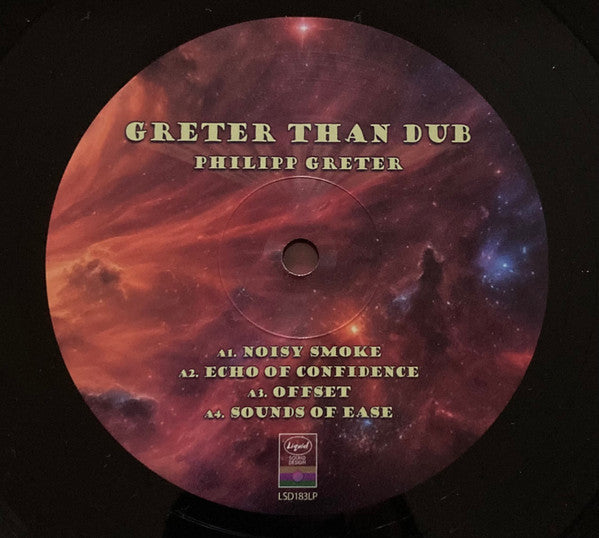 GRETER THAN DUB
PHILIPP GRETER
A1. NOISY SMOKE
A2. ECHO OF CONFIDENCE
A3. OFFSET
A4. SOUNDS OF EASE
Liquid
SOUND
DESIGN
LSD183LP